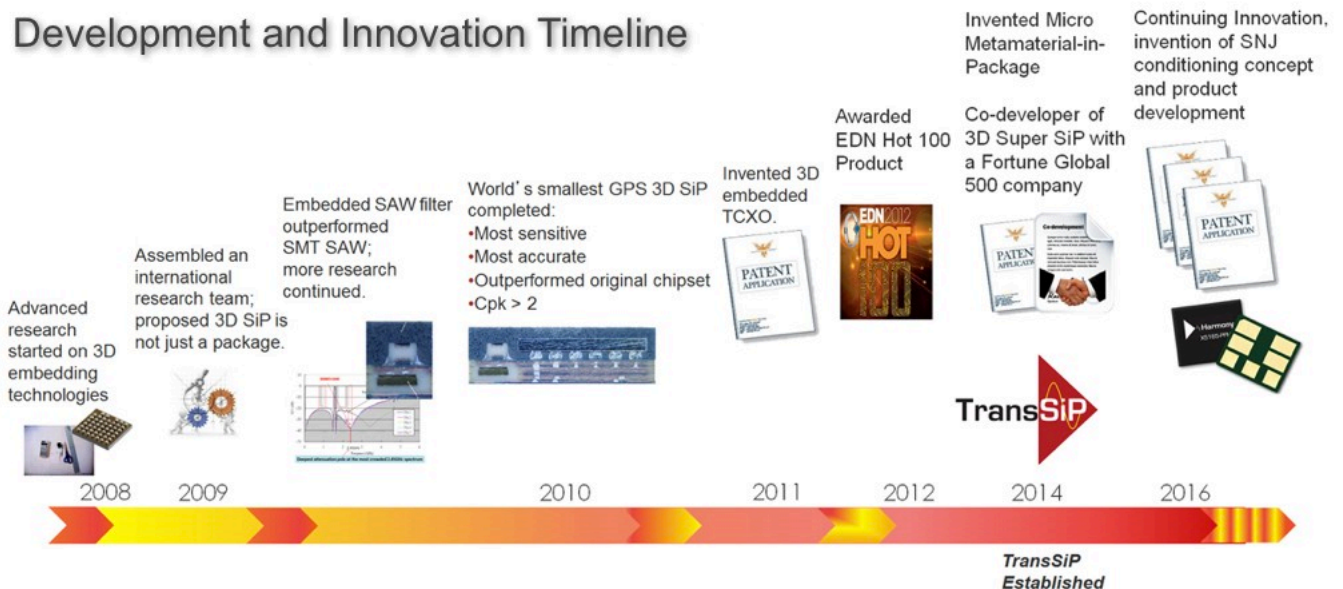 Development and Innovation Timeline
Advanced
research
started on 3D
embedding
technologies
Assembled an
international
research team;
proposed 3D SiP is
not just a package.
Embedded SAW filter
outperformed
SMT SAW;
more research
continued.
World's smallest GPS 3D SiP
completed:
•Most sensitive
•Most accurate
•Outperformed original chipset
•Cpk > 2
Invented 3D
embedded
TCXO.
PATENT
APPLICATION
Awarded
EDN Hot 100
Product
EDN2012
HOT
100
Invented Micro
Metamaterial-in-
Package
Co-developer of
3D Super SiP with
a Fortune Global
500 company
PATENT
APPLICATION
Co-development
Continuing Innovation,
invention of SNJ
conditioning concept
and product
development
PATENT
APPLICATION
Harmony
TransSiP
2008
2009
2010
2011
2012
2014
2016
TransSiP
Established